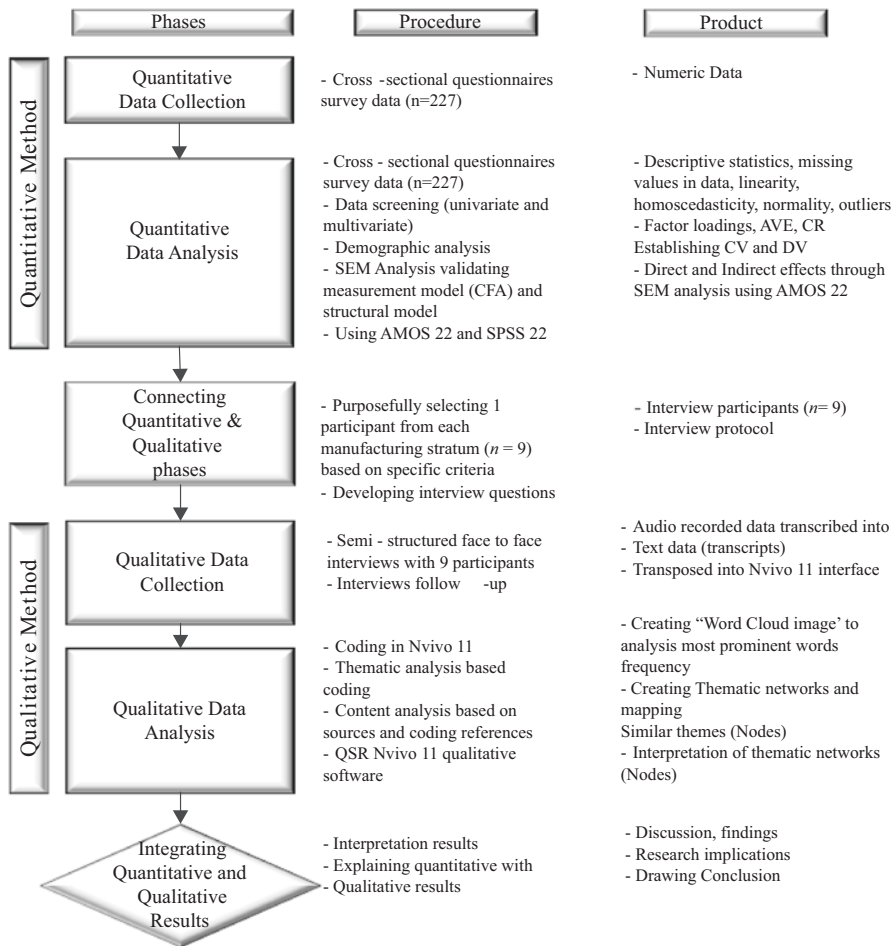 Phases
Procedure
Product
Quantitative Method
Quantitative
Data Collection
- Cross -sectional questionnaires
survey data (n=227)
- Numeric Data
Quantitative
Data Analysis
- Cross - sectional questionnaires
survey data (n=227)
- Data screening (univariate and
multivariate)
- Demographic analysis
- SEM Analysis validating
measurement model (CFA) and
structural model
- Using AMOS 22 and SPSS 22
- Descriptive statistics, missing
values in data, linearity,
homoscedasticity, normality, outliers
- Factor loadings, AVE, CR
Establishing CV and DV
- Direct and Indirect effects through
SEM analysis using AMOS 22
Connecting
Quantitative &
Qualitative
phases
- Purposefully selecting 1
participant from each
manufacturing stratum (n = 9)
based on specific criteria
- Developing interview questions
- Interview participants (n= 9)
- Interview protocol
Qualitative Method
Qualitative Data
Collection
- Semi - structured face to face
interviews with 9 participants
- Interviews follow -up
- Audio recorded data transcribed into
- Text data (transcripts)
- Transposed into Nvivo 11 interface
Qualitative Data
Analysis
- Coding in Nvivo 11
- Thematic analysis based
coding
- Content analysis based on
sources and coding references
- QSR Nvivo 11 qualitative
software
- Creating “Word Cloud image’ to
analysis most prominent words
frequency
- Creating Thematic networks and
mapping
Similar themes (Nodes)
- Interpretation of thematic networks
(Nodes)
Integrating
Quantitative and
Qualitative
Results
- Interpretation results
- Explaining quantitative with
- Qualitative results
- Discussion, findings
- Research implications
- Drawing Conclusion